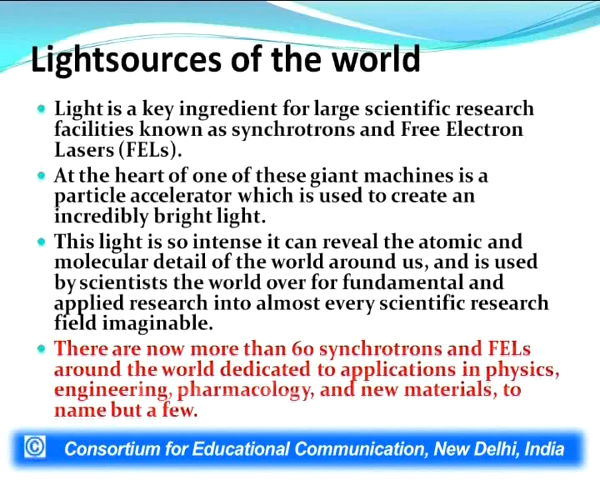 Lightsources of the world
• Light is a key ingredient for large scientific research
facilities known as synchrotrons and Free Electron
Lasers (FELs).
• At the heart of one of these giant machines is a
particle accelerator which is used to create an
incredibly bright light.
• This light is so intense it can reveal the atomic and
molecular detail of the world around us, and is used
by scientists the world over for fundamental and
applied research into almost every scientific research
field imaginable.
• There are now more than 60 synchrotrons and FELs
around the world dedicated to applications in physics,
engineering, pharmacology, and new materials, to
name but a few.
© Consortium for Educational Communication, New Delhi, India